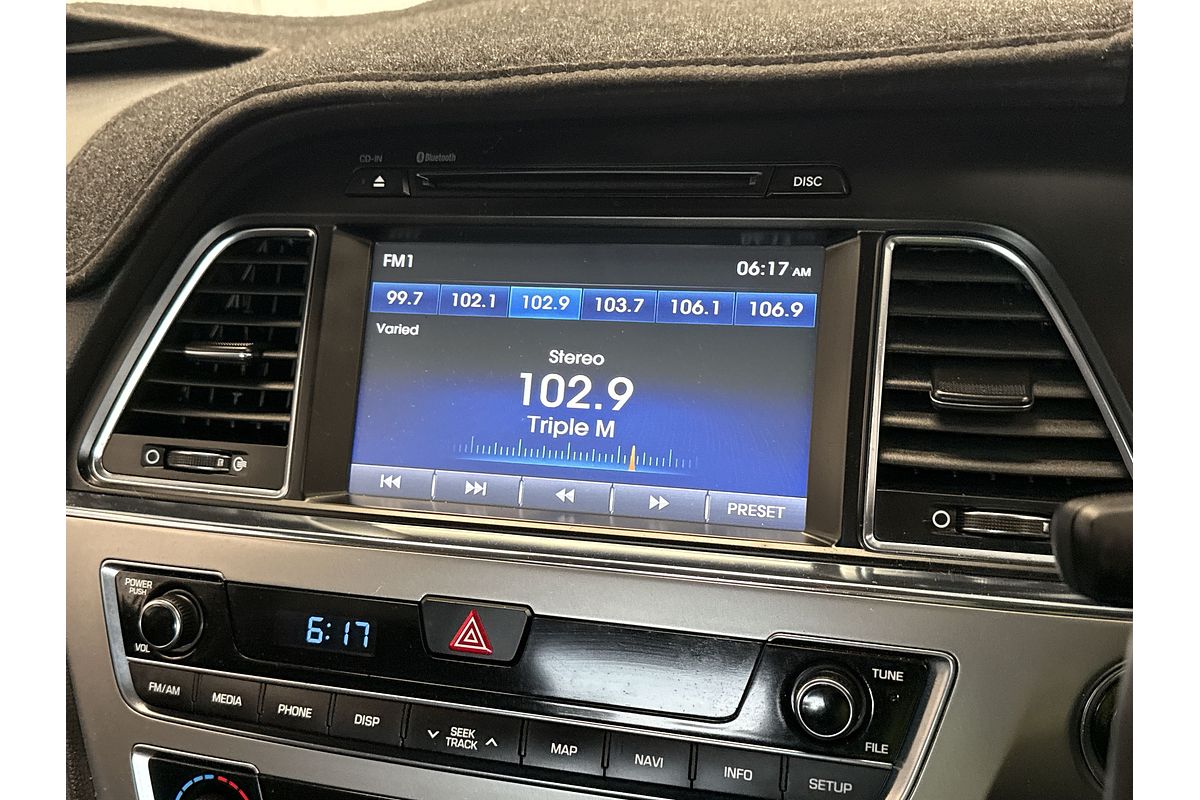 CD-IN
Bluetooth
DISC
FM1
06:17 AM
99.7 102.1 102.9 103.7 106.1 106.9
Varied
Stereo
102.9
Triple M
PRESET
POWER
PUSH
VOL
6:17
TUNE
FILE
FM/AM MEDIA PHONE DISP SEEK
TRACK MAP NAVI INFO SETUP